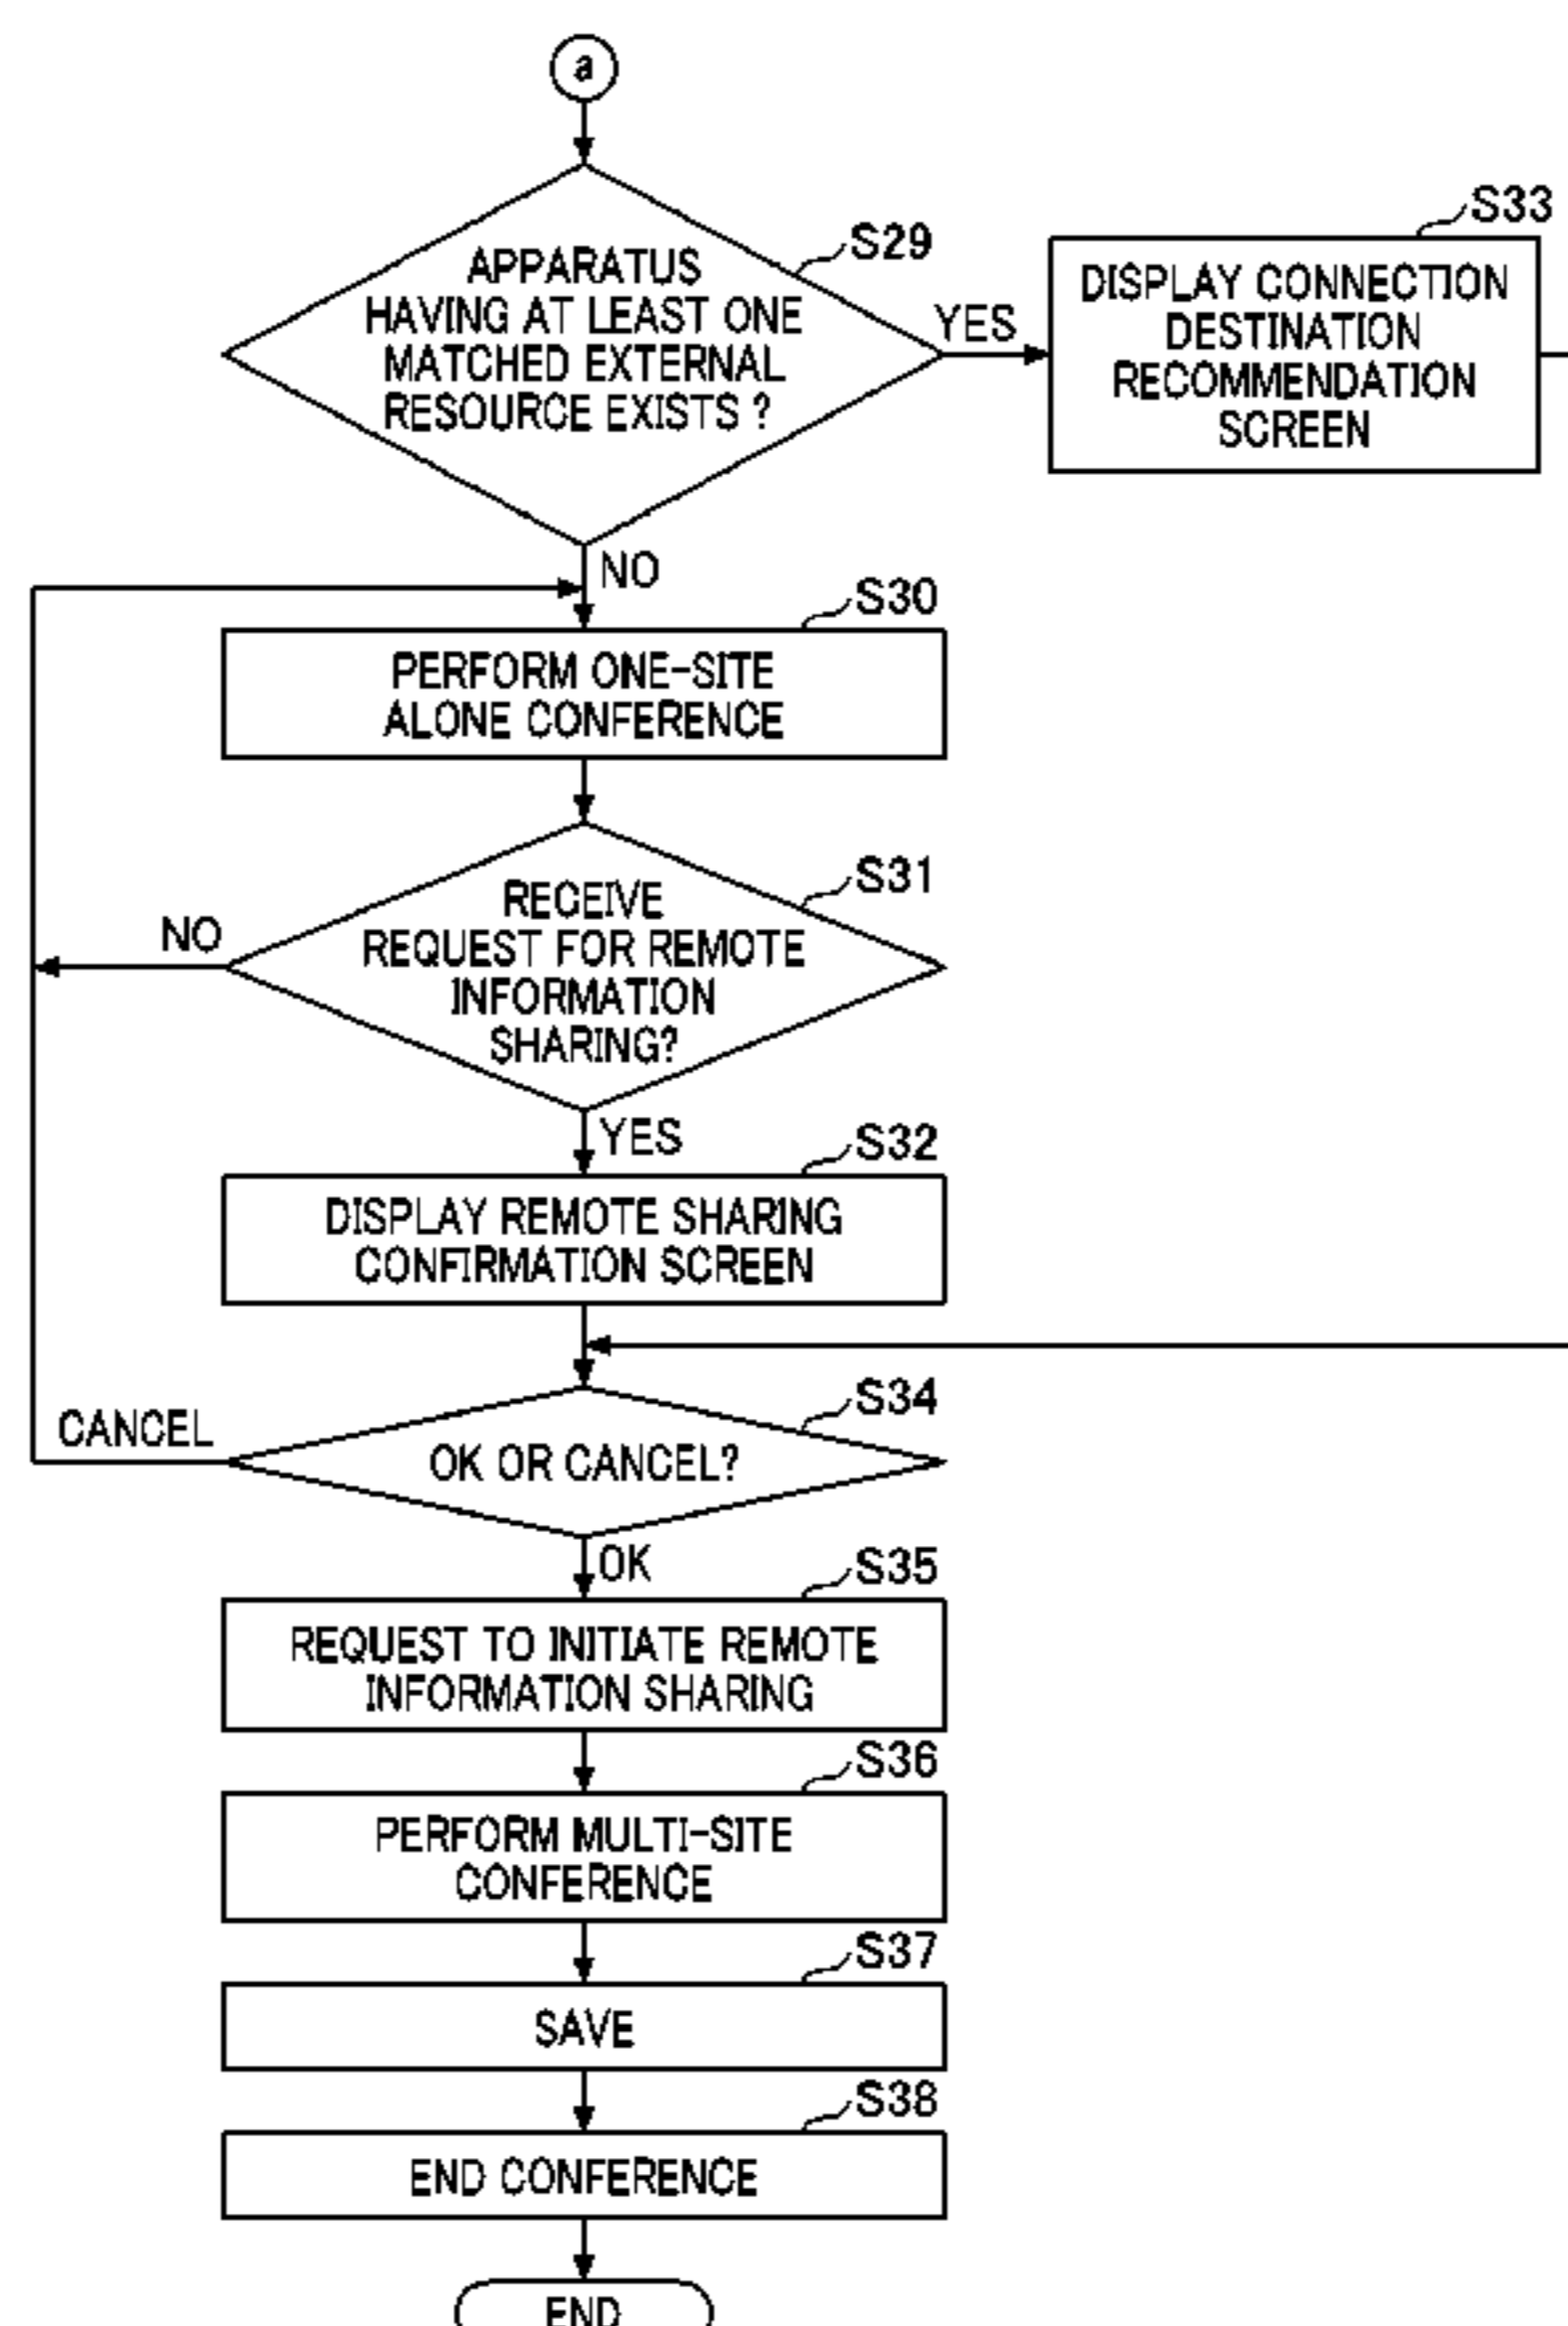 a
S29
APPARATUS
HAVING AT LEAST ONE
MATCHED EXTERNAL
RESOURCE EXISTS ?
YES
S33
DISPLAY CONNECTION
DESTINATION
RECOMMENDATION
SCREEN
NO
S30
PERFORM ONE-SITE
ALONE CONFERENCE
S31
RECEIVE
REQUEST FOR REMOTE
INFORMATION
SHARING?
NO
YES
S32
DISPLAY REMOTE SHARING
CONFIRMATION SCREEN
S34
OK OR CANCEL?
CANCEL
OK
S35
REQUEST TO INITIATE REMOTE
INFORMATION SHARING
S36
PERFORM MULTI-SITE
CONFERENCE
S37
SAVE
S38
END CONFERENCE
END